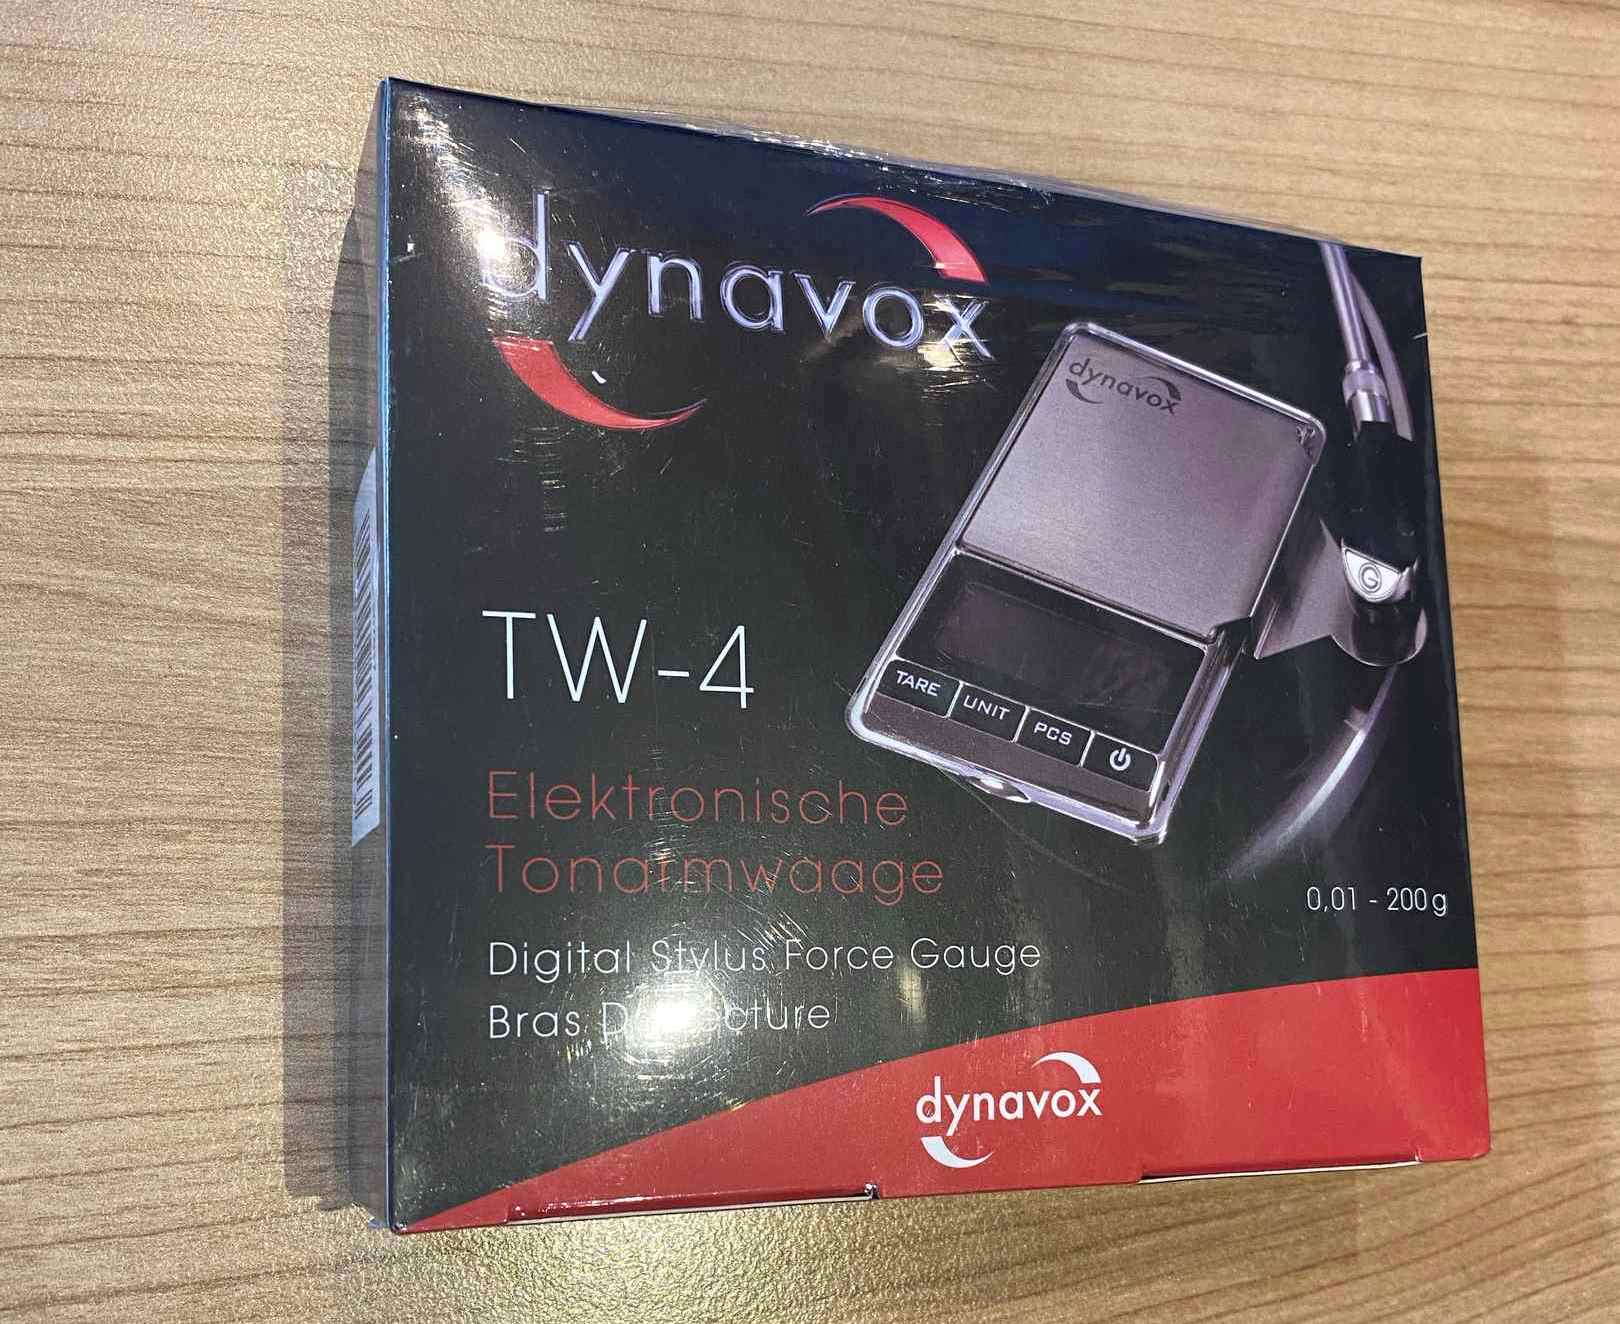 dynavox
dynavox
TW-4
TARE
UNIT
PCS
G
Elektronische
Tonarmwaage
0,01 - 200 g
Digital Stylus Force Gauge
Bras
dynavox